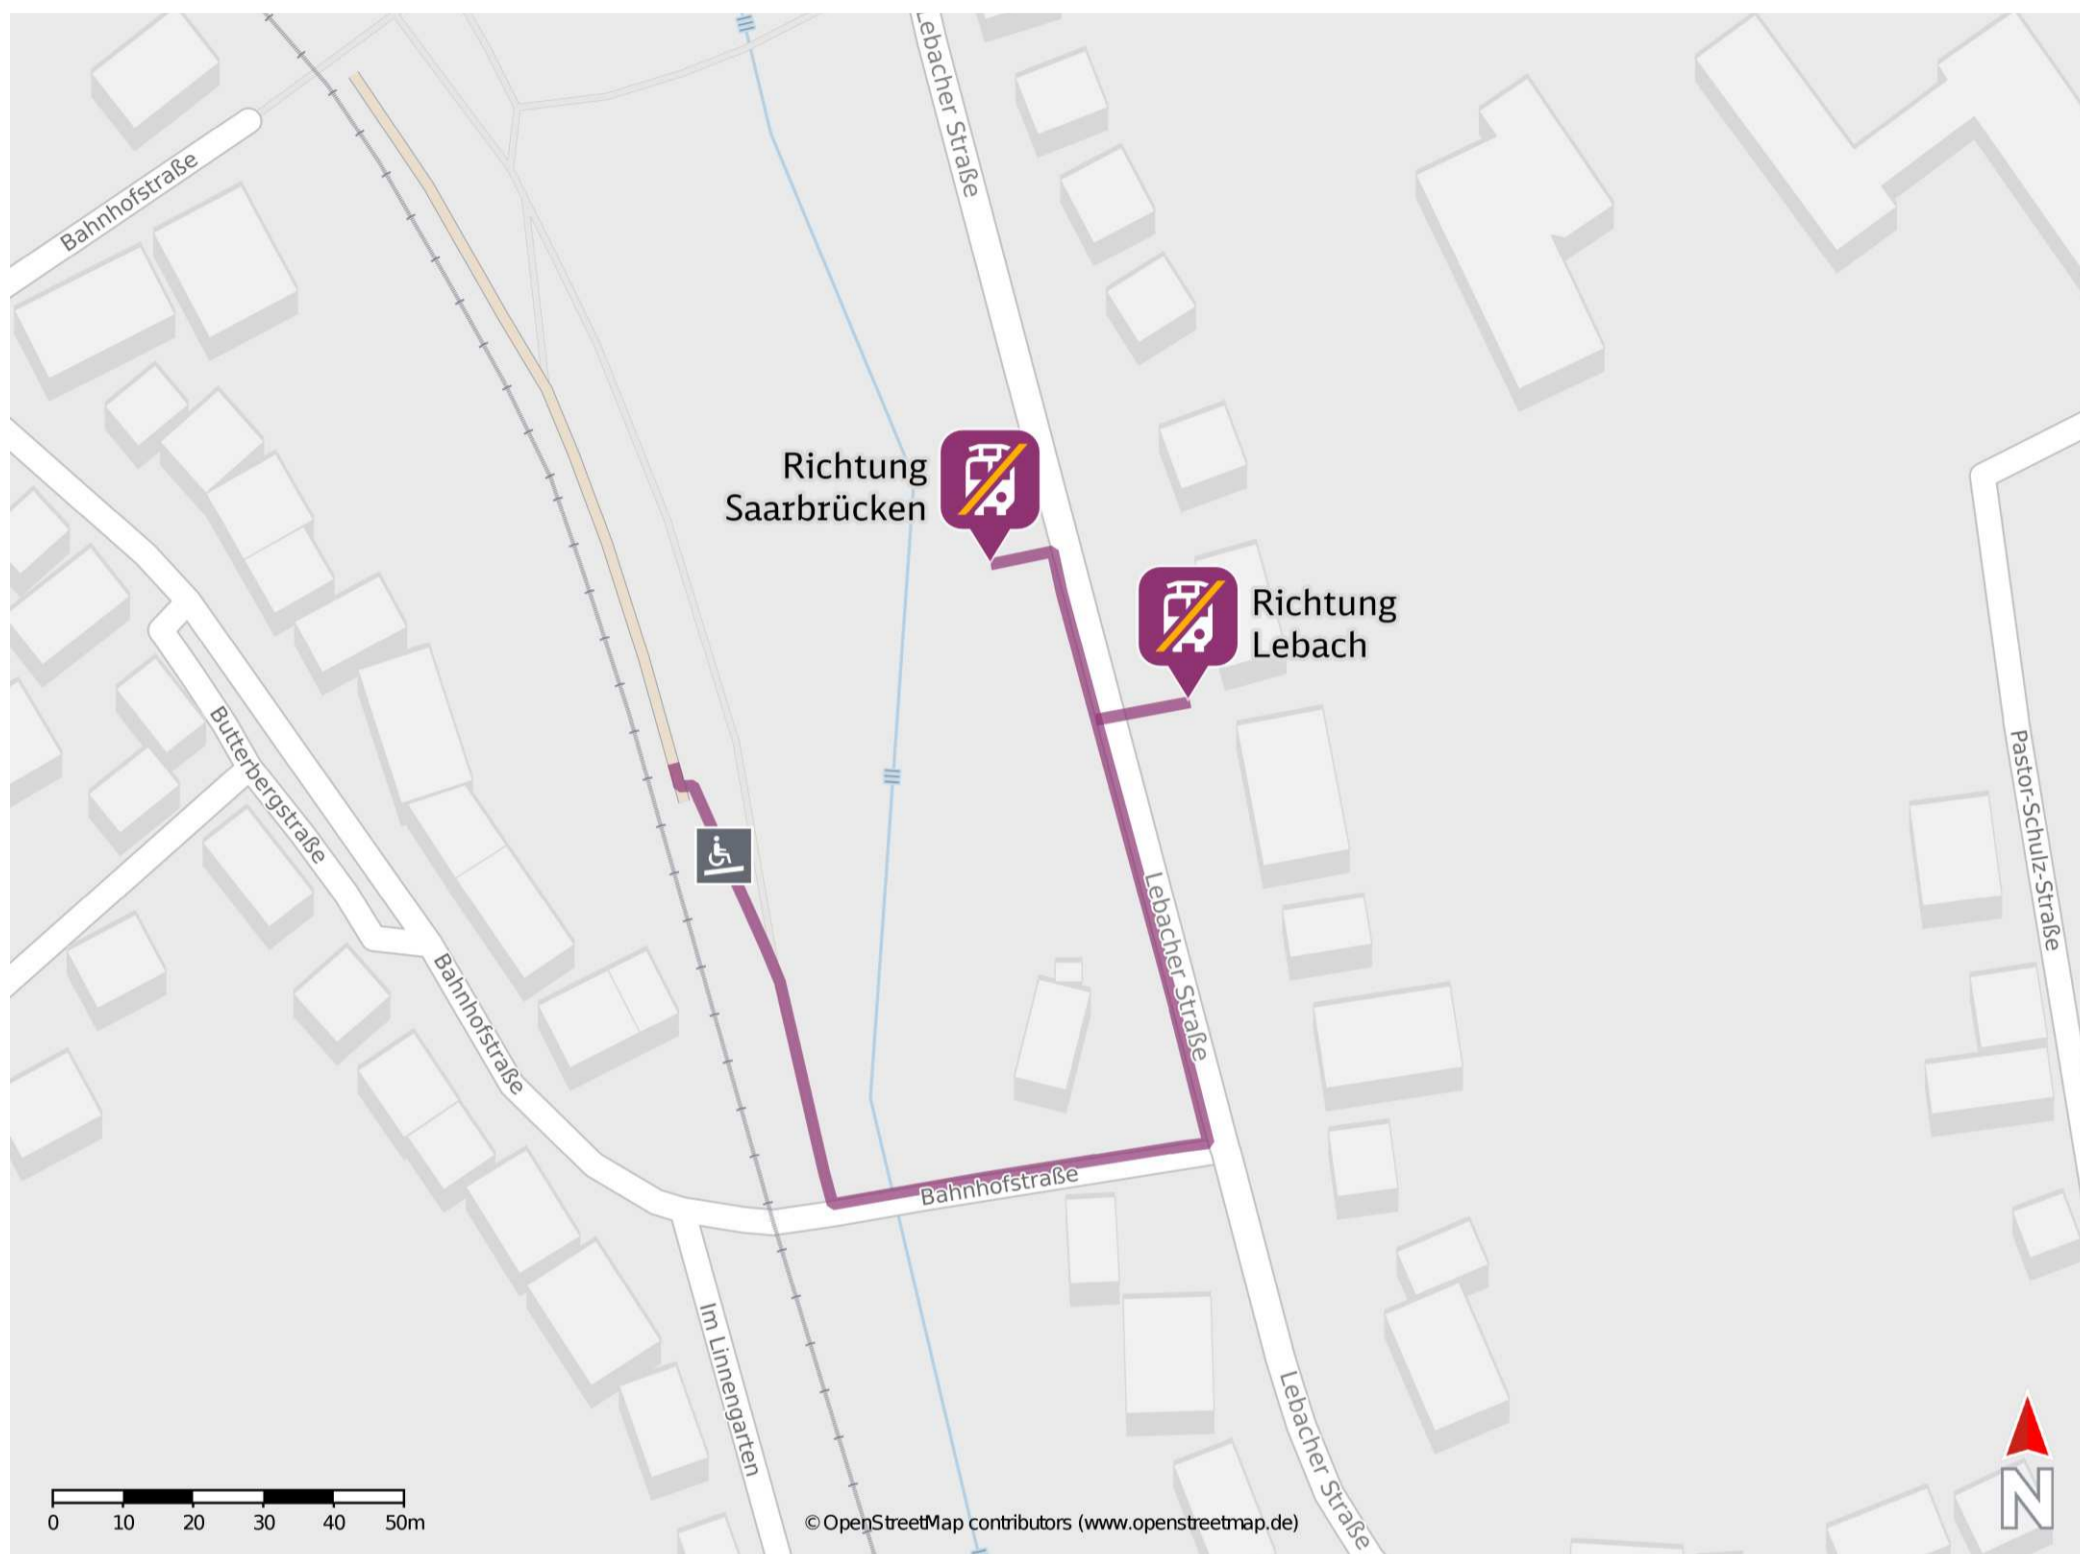 Lebacher Straße
Bahnhofstraße
Richtung
Saarbrücken
Richtung
Lebach
Butterbergstraße
Pastor-Schulz-Straße
Lebacher Straße
Bahnhofstraße
Bahnhofstraße
Im Linnengarten
Lebacher Straße
0 10 20 30 40 50m
© OpenStreetMap contributors (www.openstreetmap.de)
N